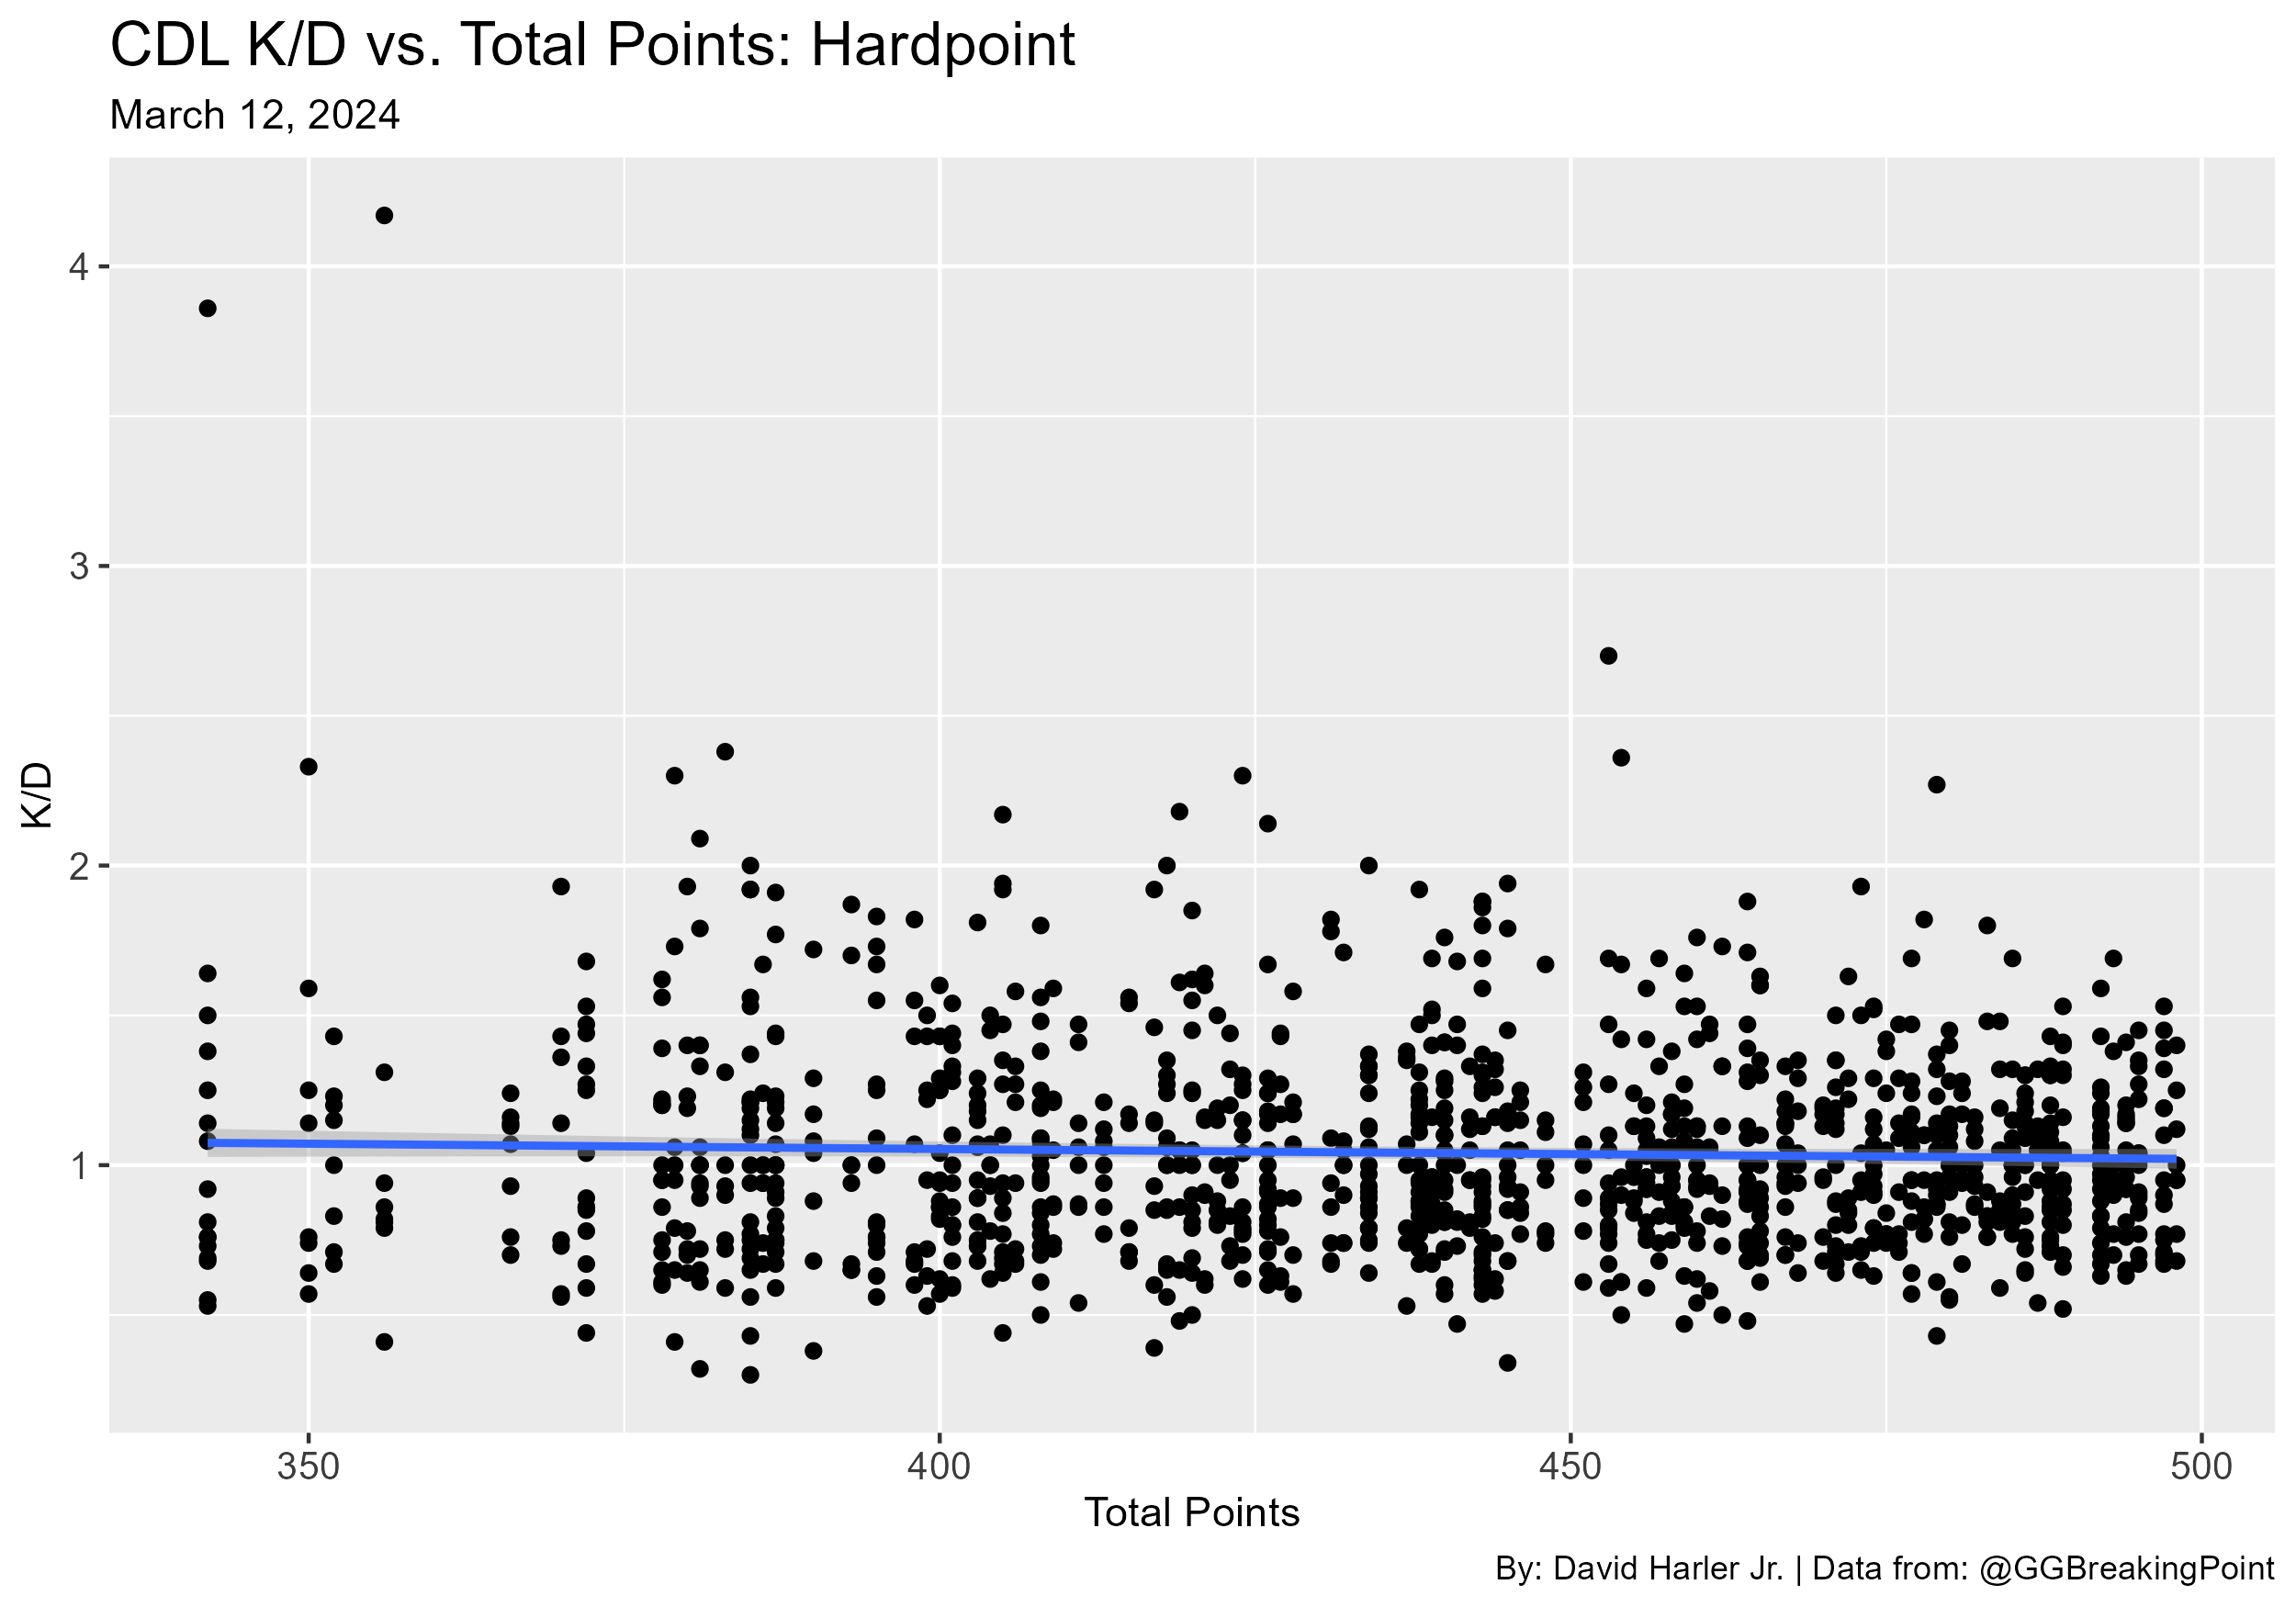 CDL K/D vs. Total Points: Hardpoint
March 12, 2024
K/D
4
3
2
1
350 400 450 500
Total Points
By: David Harler Jr. | Data from: @GGBreakingPoint